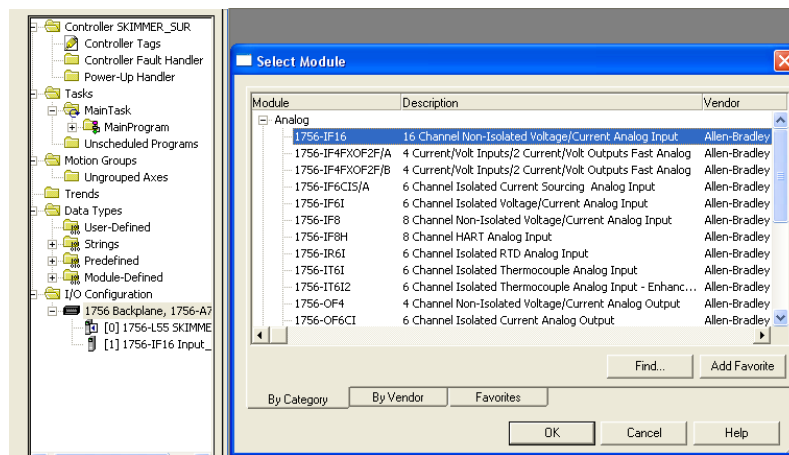 Controller SKIMMER_SUR
Controller Tags
Controller Fault Handler
Power-Up Handler
Tasks
MainTask
MainProgram
Unscheduled Programs
Motion Groups
Ungrouped Axes
Trends
Data Types
User-Defined
Strings
Predefined
Module-Defined
I/O Configuration
1756 Backplane, 1756-A7
[0] 1756-L55 SKIMME
[1] 1756-IF16 Input_
Select Module
Module Description Vendor
Analog
1756-IF16 16 Channel Non-Isolated Voltage/Current Analog Input Allen-Bradley
1756-IF4FXOF2F/A 4 Current/Volt Inputs/2 Current/Volt Outputs Fast Analog Allen-Bradley
1756-IF4FXOF2F/B 4 Current/Volt Inputs/2 Current/Volt Outputs Fast Analog Allen-Bradley
1756-IF6CIS/A 6 Channel Isolated Current Sourcing Analog Input Allen-Bradley
1756-IF6I 6 Channel Isolated Voltage/Current Analog Input Allen-Bradley
1756-IF8 8 Channel Non-Isolated Voltage/Current Analog Input Allen-Bradley
1756-IF8H 8 Channel HART Analog Input Allen-Bradley
1756-IR6I 6 Channel Isolated RTD Analog Input Allen-Bradley
1756-IT6I 6 Channel Isolated Thermocouple Analog Input Allen-Bradley
1756-IT6I2 6 Channel Isolated Thermocouple Analog Input - Enhanc... Allen-Bradley
1756-OF4 4 Channel Non-Isolated Voltage/Current Analog Output Allen-Bradley
1756-OF6CI 6 Channel Isolated Current Analog Output Allen-Bradley
Find... Add Favorite
By Category By Vendor Favorites
OK Cancel Help